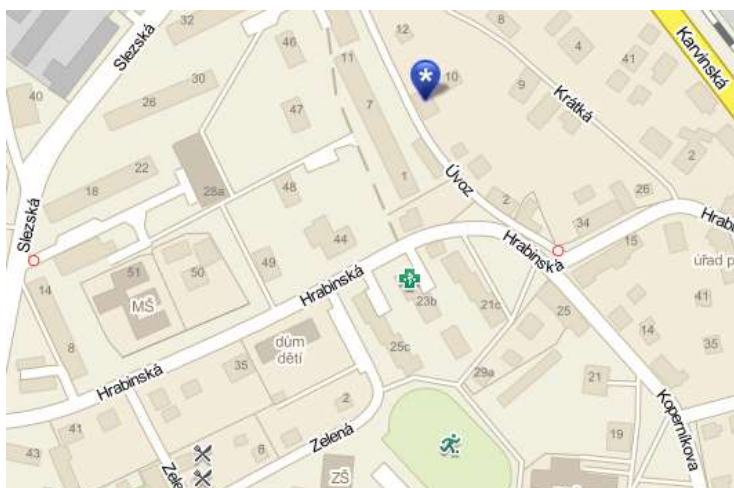 32
46
12
8
4
41
Karvinská
Slezská
11
40
30
26
47
7
10
9
Krátká
2
22
18
28a
48
1
Úvoz
2
26
34
Hrab
Slezská
44
Hrabinská
15
úřad p
51
50
49
Hrabinská
MŠ
14
23b
21c
25
41
8
dům
dětí
25c
14
35
Hrabinská
35
29a
21
41
2
Koperníkova
43
8
Zelená
19
Zele
ZŠ